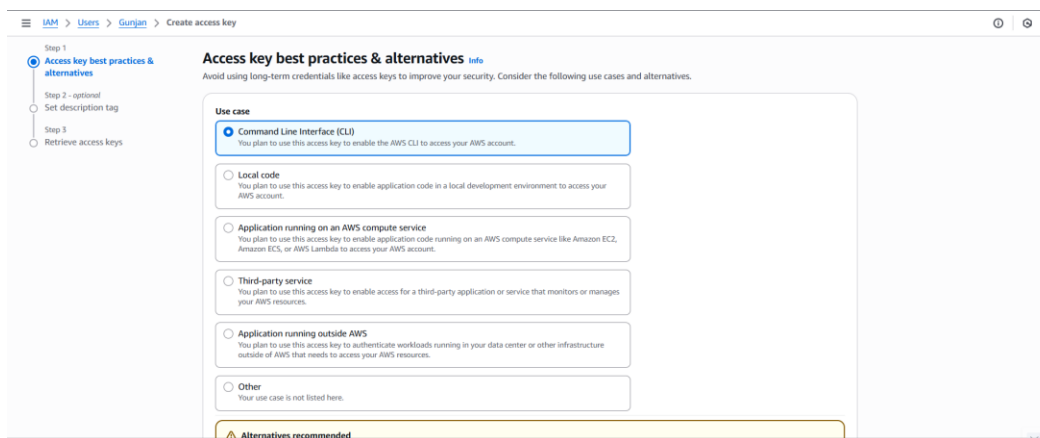 IAM > Users > Gunjan > Create access key
Step 1
Access key best practices &
alternatives
Step 2 - optional
Set description tag
Step 3
Retrieve access keys
Access key best practices & alternatives Info
Avoid using long-term credentials like access keys to improve your security. Consider the following use cases and alternatives.
Use case
Command Line Interface (CLI)
You plan to use this access key to enable the AWS CLI to access your AWS account.
Local code
You plan to use this access key to enable application code in a local development environment to access your
AWS account.
Application running on an AWS compute service
You plan to use this access key to enable application code running on an AWS compute service like Amazon EC2,
Amazon ECS, or AWS Lambda to access your AWS account.
Third-party service
You plan to use this access key to enable access for a third-party application or service that monitors or manages
your AWS resources.
Application running outside AWS
You plan to use this access key to authenticate workloads running in your data center or other infrastructure
outside of AWS that needs to access your AWS resources.
Other
Your use case is not listed here.
Alternatives recommended